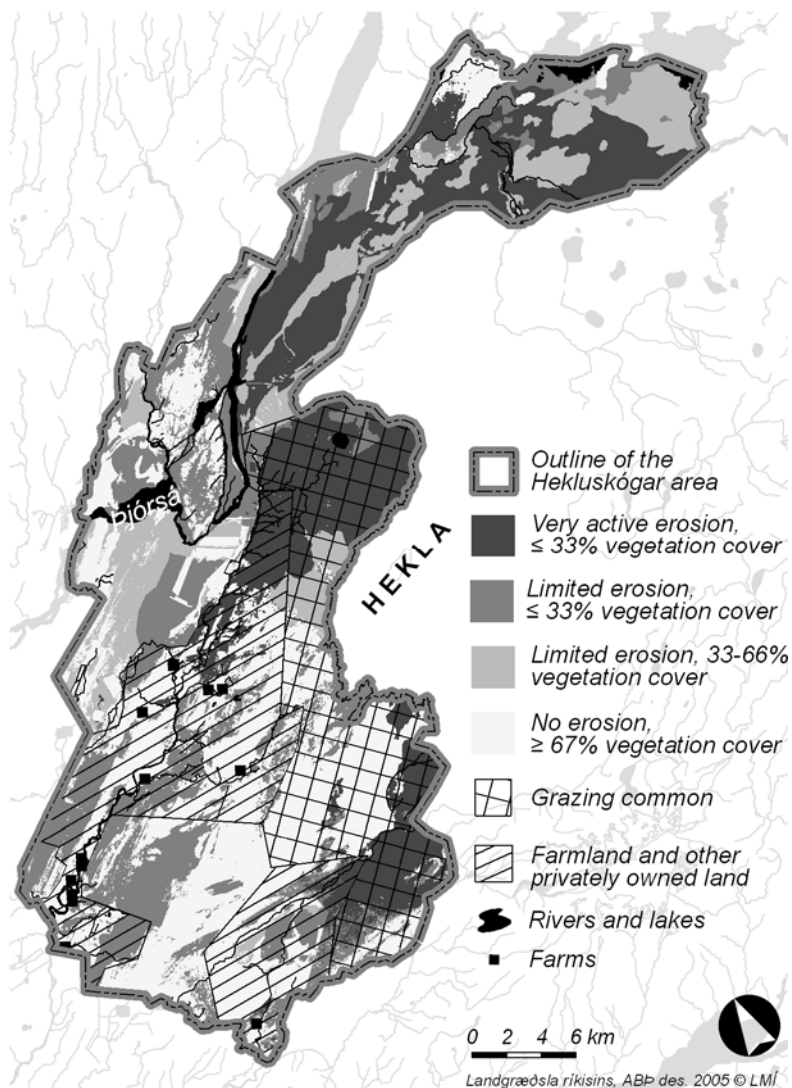 Þjórsá
HEKLA
Outline of the
Hekluskógar area
Very active erosion,
≤ 33% vegetation cover
Limited erosion,
≤ 33% vegetation cover
Limited erosion, 33-66%
vegetation cover
No erosion,
≥ 67% vegetation cover
Grazing common
Farmland and other
privately owned land
Rivers and lakes
Farms
0 2 4 6 km
Landgræðsla ríkisins, ABÞ des. 2005 © LMÍ